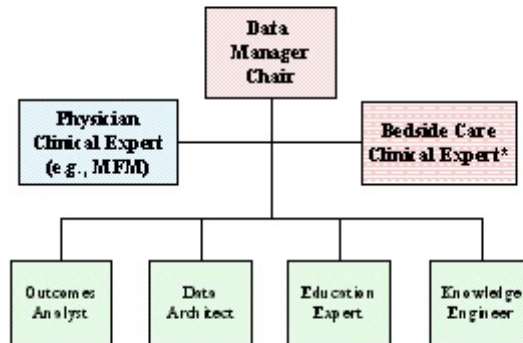 Data
Manager
Chair
Physician
Clinical Expert
(e.g., MFM)
Bedside Care
Clinical Expert*
Outcomes
Analyst
Data
Architect
Education
Expert
Knowledge
Engineer